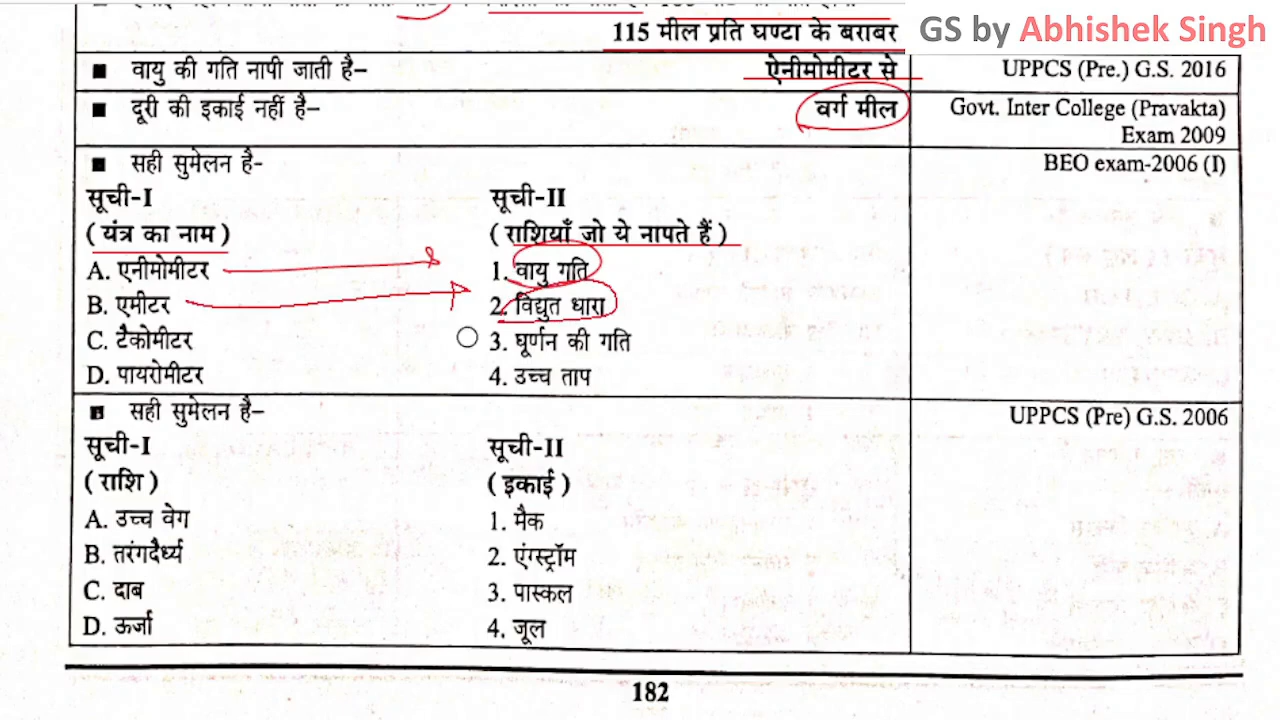 115 मील प्रति घण्टा के बराबर
GS by Abhishek Singh
■ वायु की गति नापी जाती है– ऐनीमोमीटर से UPPCS (Pre.) G.S. 2016
■ दूरी की इकाई नहीं है– वर्ग मील Govt. Inter College (Pravakta)
Exam 2009
■ सही सुमेलन है- BEO exam-2006 (I)
सूची-I सूची-II
(यंत्र का नाम) (राशियाँ जो ये नापते हैं)
A. एनीमोमीटर 1. वायु गति
B. एमीटर 2. विद्युत धारा
C. टैकोमीटर 3. घूर्णन की गति
D. पायरोमीटर 4. उच्च ताप
■ सही सुमेलन है– UPPCS (Pre) G.S. 2006
सूची-I सूची-II
(राशि) (इकाई)
A. उच्च वेग 1. मैक
B. तरंगदैर्ध्य 2. एंगस्ट्रॉम
C. दाब 3. पास्कल
D. ऊर्जा 4. जूल
182